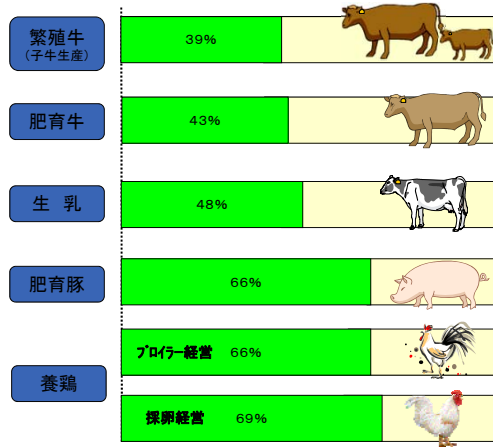 繁殖牛
(子牛生産)
39%
肥育牛
43%
生 乳
48%
肥育豚
66%
養鶏
ブロイラー経営 66%
採卵経営 69%